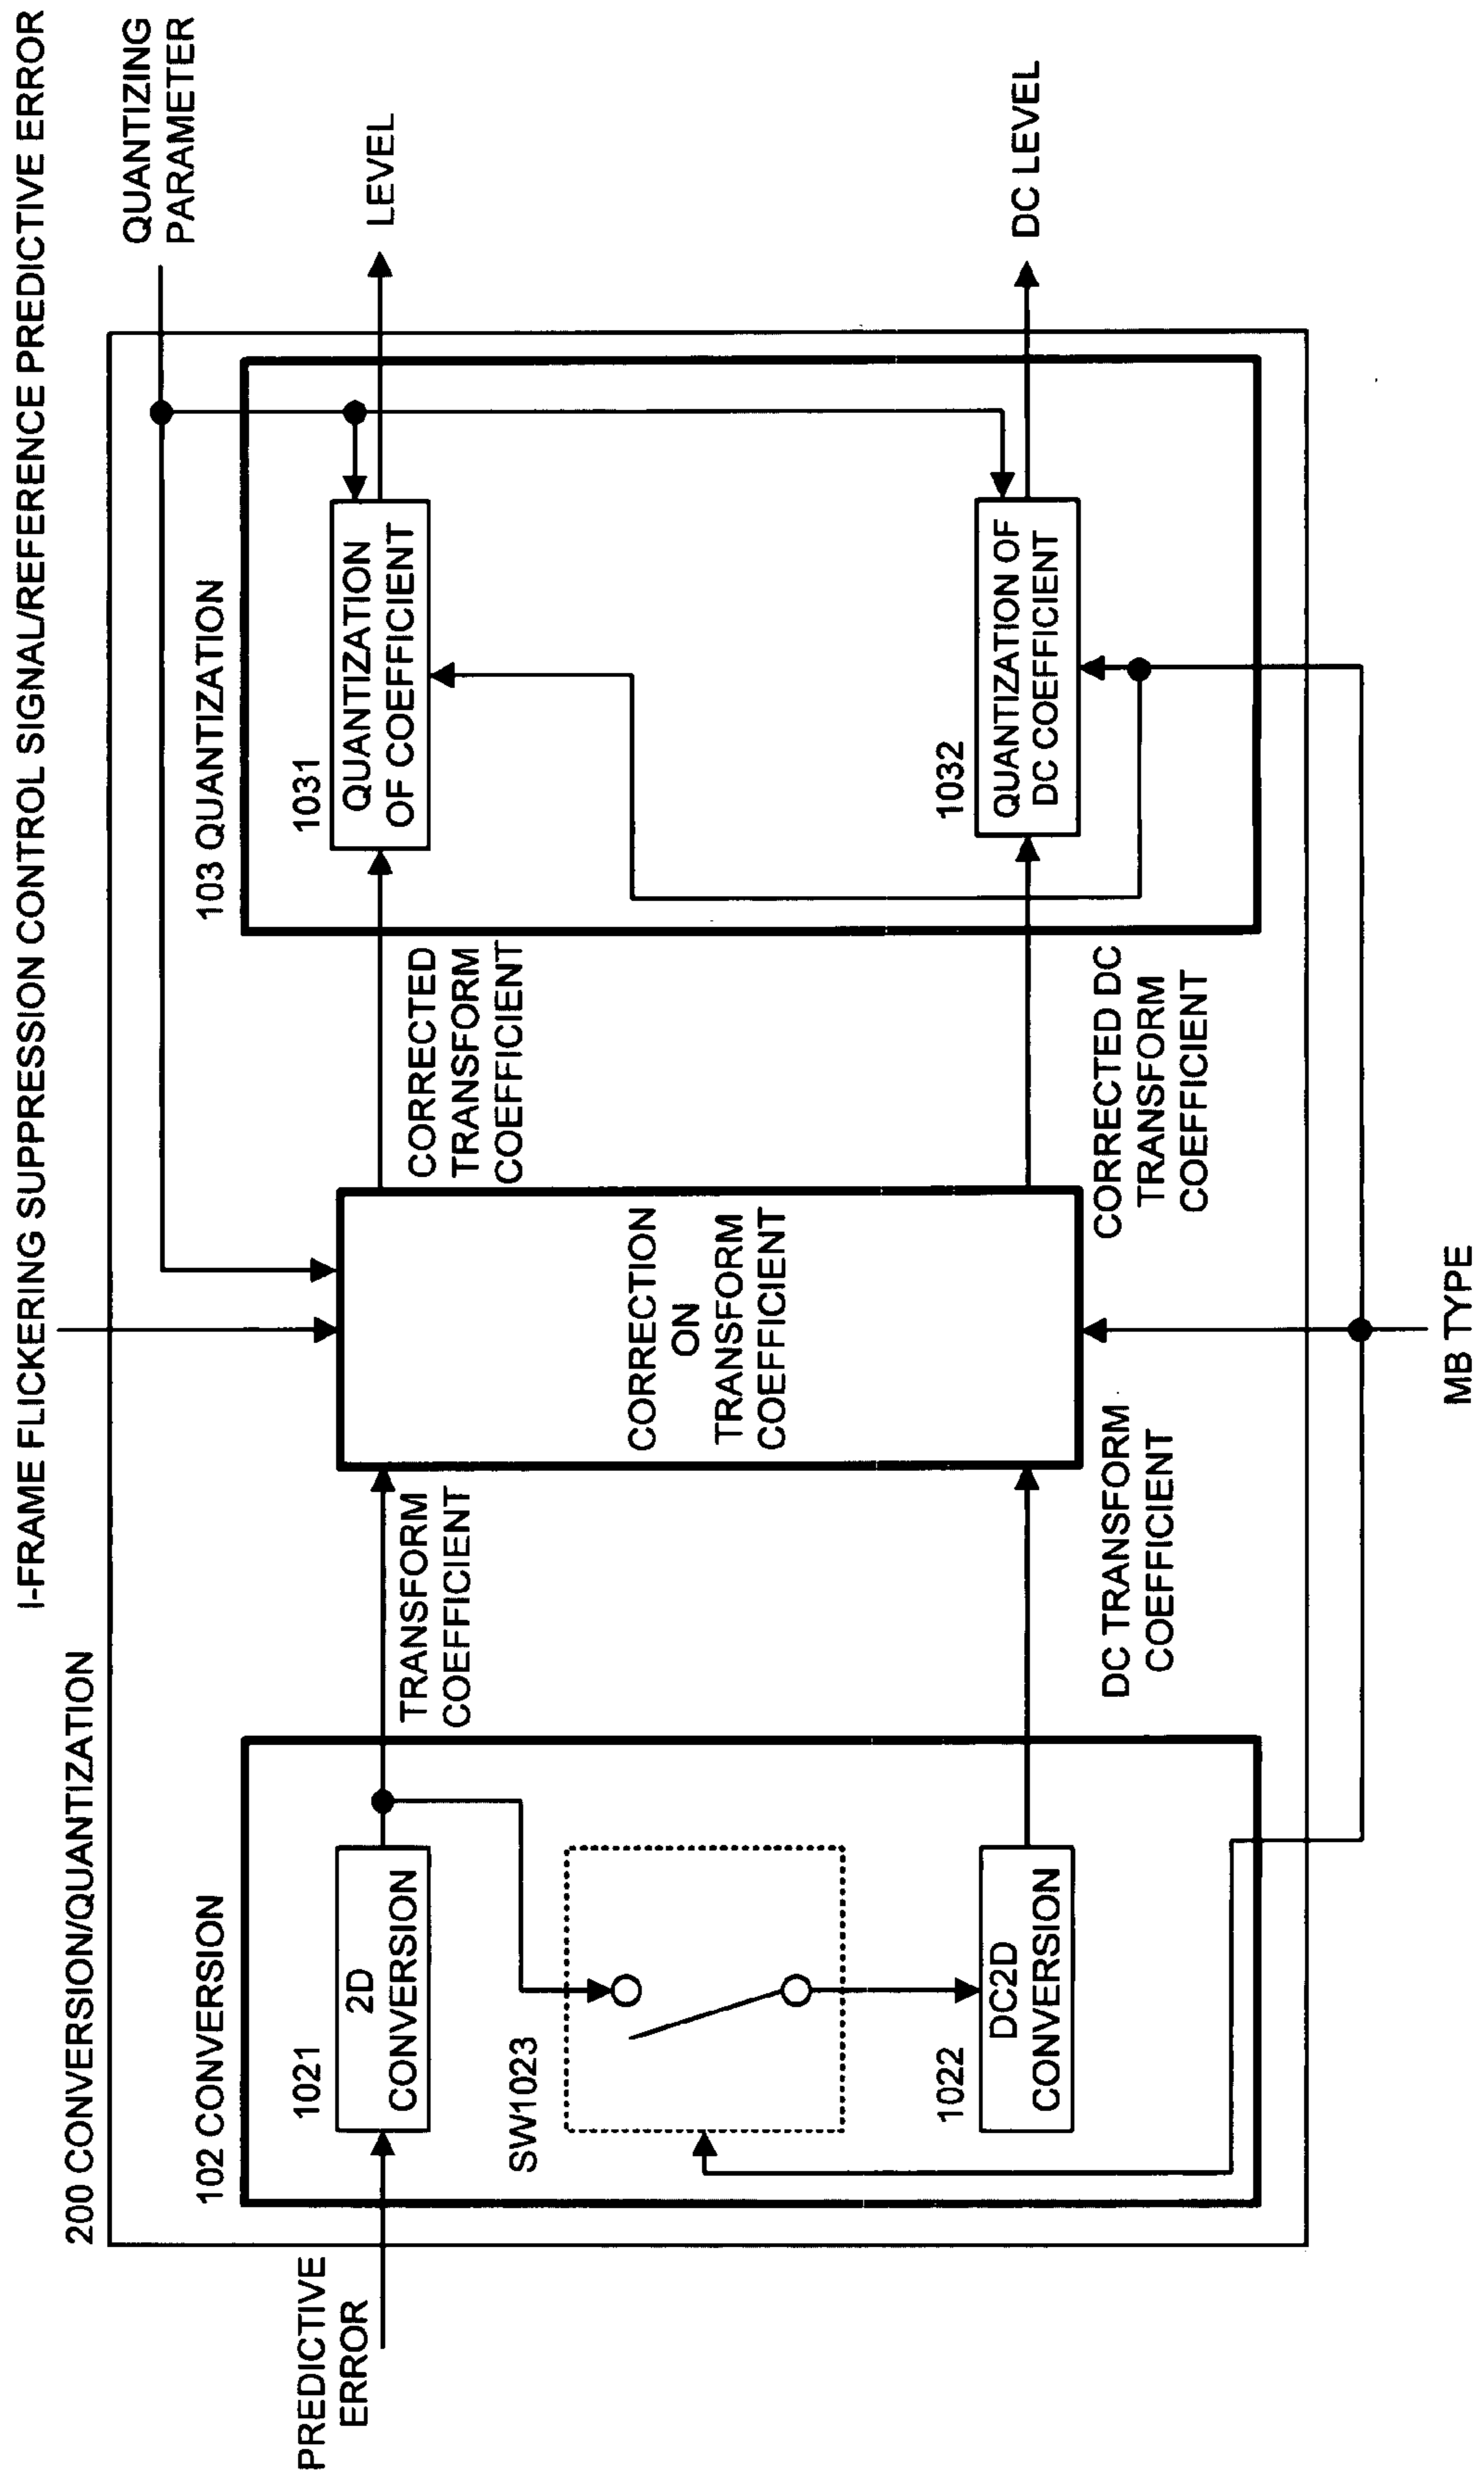 I-FRAME FLICKERING SUPPRESSION CONTROL SIGNAL/REFERENCE PREDICTIVE ERROR
200 CONVERSION/QUANTIZATION
QUANTIZING
PARAMETER
102 CONVERSION
103 QUANTIZATION
PREDICTIVE
ERROR
1021
2D
CONVERSION
TRANSFORM
COEFFICIENT
CORRECTED
TRANSFORM
COEFFICIENT
1031
QUANTIZATION
OF COEFFICIENT
LEVEL
SW1023
CORRECTION
ON
TRANSFORM
COEFFICIENT
1022
DC2D
CONVERSION
DC TRANSFORM
COEFFICIENT
CORRECTED DC
TRANSFORM
COEFFICIENT
1032
QUANTIZATION OF
DC COEFFICIENT
DC LEVEL
MB TYPE